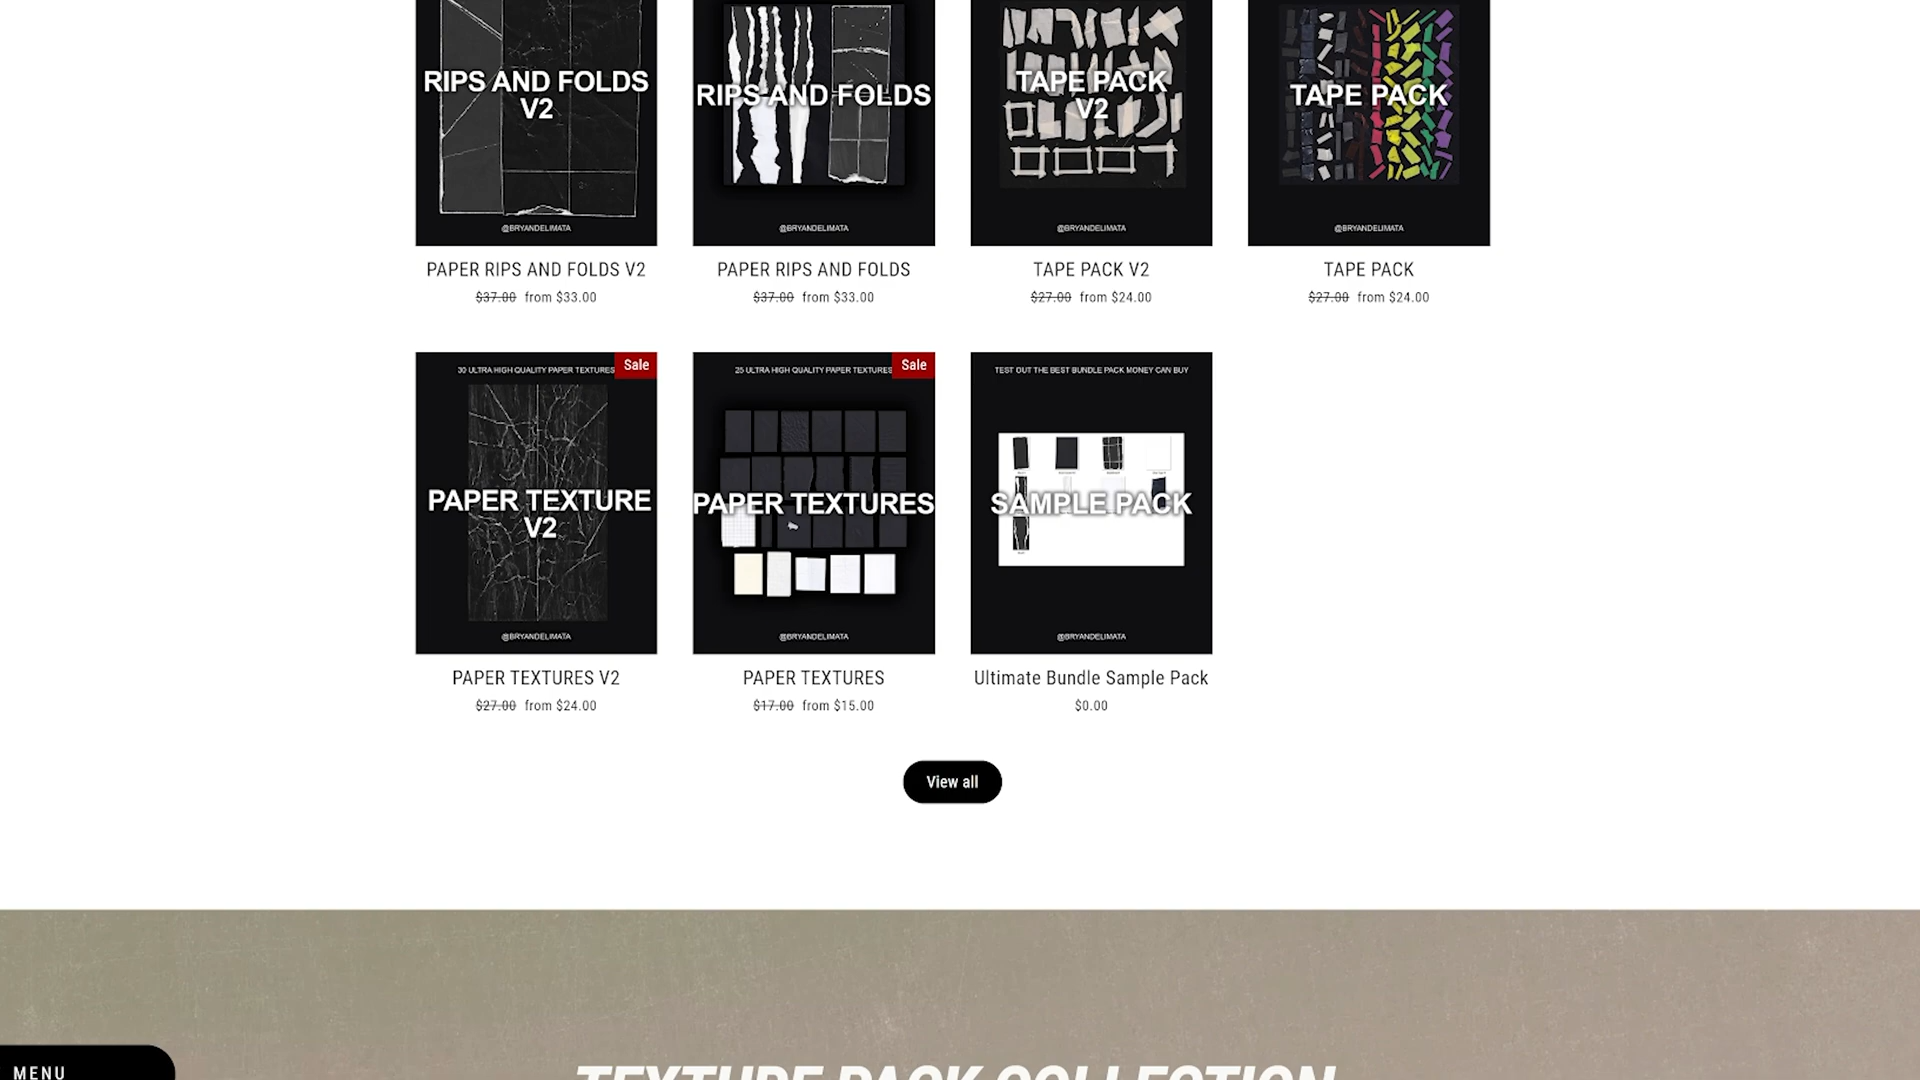 RIPS AND FOLDS
V2
RIPS AND FOLDS
TAPE PACK
V2
TAPE PACK
@BRYANDELIMATA
@BRYANDELIMATA
@BRYANDELIMATA
@BRYANDELIMATA
PAPER RIPS AND FOLDS V2
PAPER RIPS AND FOLDS
TAPE PACK V2
TAPE PACK
$37.00 from $33.00
$37.00 from $33.00
$27.00 from $24.00
$27.00 from $24.00
30 ULTRA HIGH QUALITY PAPER TEXTURES
Sale
25 ULTRA HIGH QUALITY PAPER TEXTURES
Sale
TEST OUT THE BEST BUNDLE PACK MONEY CAN BUY
PAPER TEXTURE
V2
PAPER TEXTURES
SAMPLE PACK
@BRYANDELIMATA
@BRYANDELIMATA
@BRYANDELIMATA
PAPER TEXTURES V2
PAPER TEXTURES
Ultimate Bundle Sample Pack
$27.00 from $24.00
$17.00 from $15.00
$0.00
View all
TEXTURE PACK COLLECTION
MENU